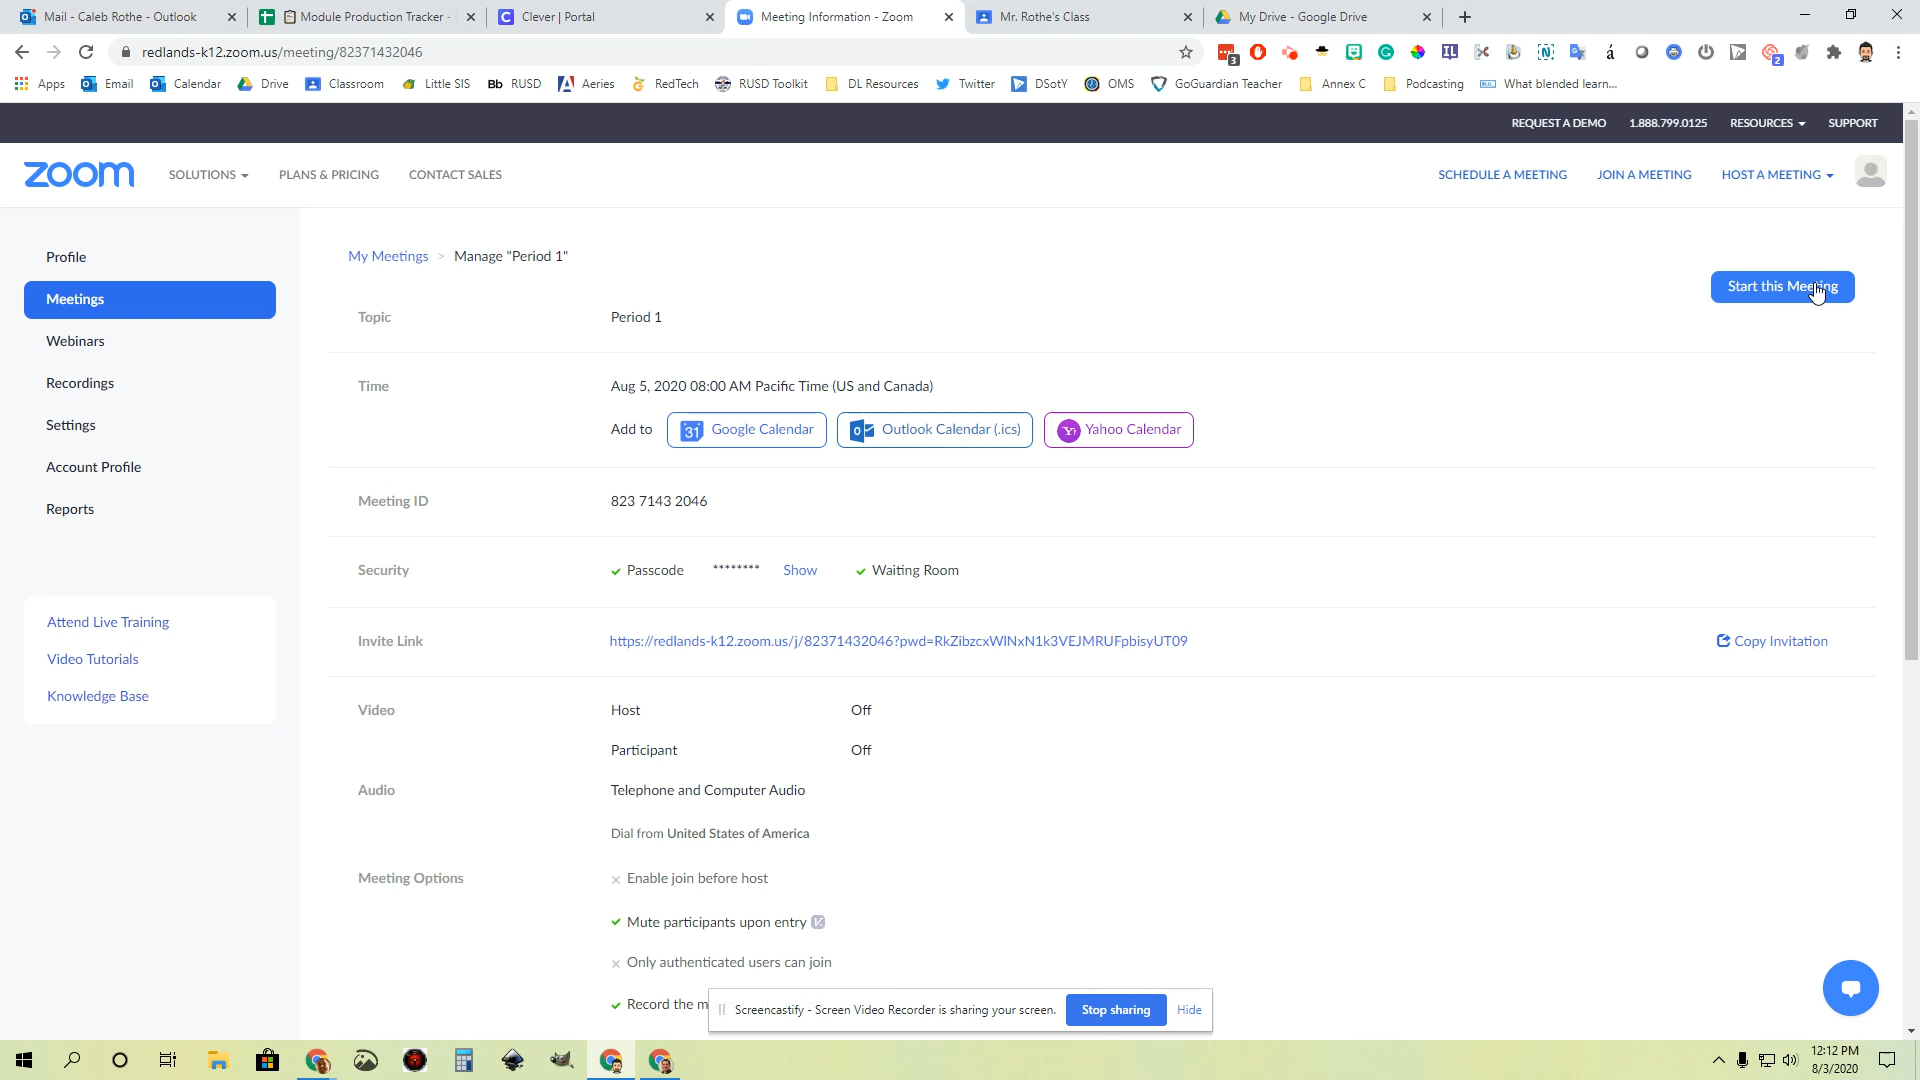 Mail - Caleb Rothe - Outlook
Module Production Tracker -
Clever | Portal
Meeting Information - Zoom
Mr. Rothe's Class
My Drive - Google Drive
redlands-k12.zoom.us/meeting/82371432046
Apps Email Calendar Drive Classroom Little SIS Bb RUSD Aeries RedTech RUSD Toolkit DL Resources Twitter DSotY OMS GoGuardian Teacher Annex C Podcasting What blended learn...
REQUEST A DEMO 1.888.799.0125 RESOURCES SUPPORT
zoom SOLUTIONS PLANS & PRICING CONTACT SALES SCHEDULE A MEETING JOIN A MEETING HOST A MEETING
Profile
Meetings
Webinars
Recordings
Settings
Account Profile
Reports
Attend Live Training
Video Tutorials
Knowledge Base
My Meetings > Manage "Period 1"
Start this Meeting
Topic Period 1
Time Aug 5, 2020 08:00 AM Pacific Time (US and Canada)
Add to 31 Google Calendar Outlook Calendar (.ics) Yahoo Calendar
Meeting ID 823 7143 2046
Security Passcode ******** Show Waiting Room
Invite Link https://redlands-k12.zoom.us/j/82371432046?pwd=RkZibzcxWlNxN1k3VEJMRUFpbisyUT09 Copy Invitation
Video Host Off
Participant Off
Audio Telephone and Computer Audio
Dial from United States of America
Meeting Options Enable join before host
Mute participants upon entry
Only authenticated users can join
Record the m
Screencastify - Screen Video Recorder is sharing your screen. Stop sharing Hide
12:12 PM
8/3/2020